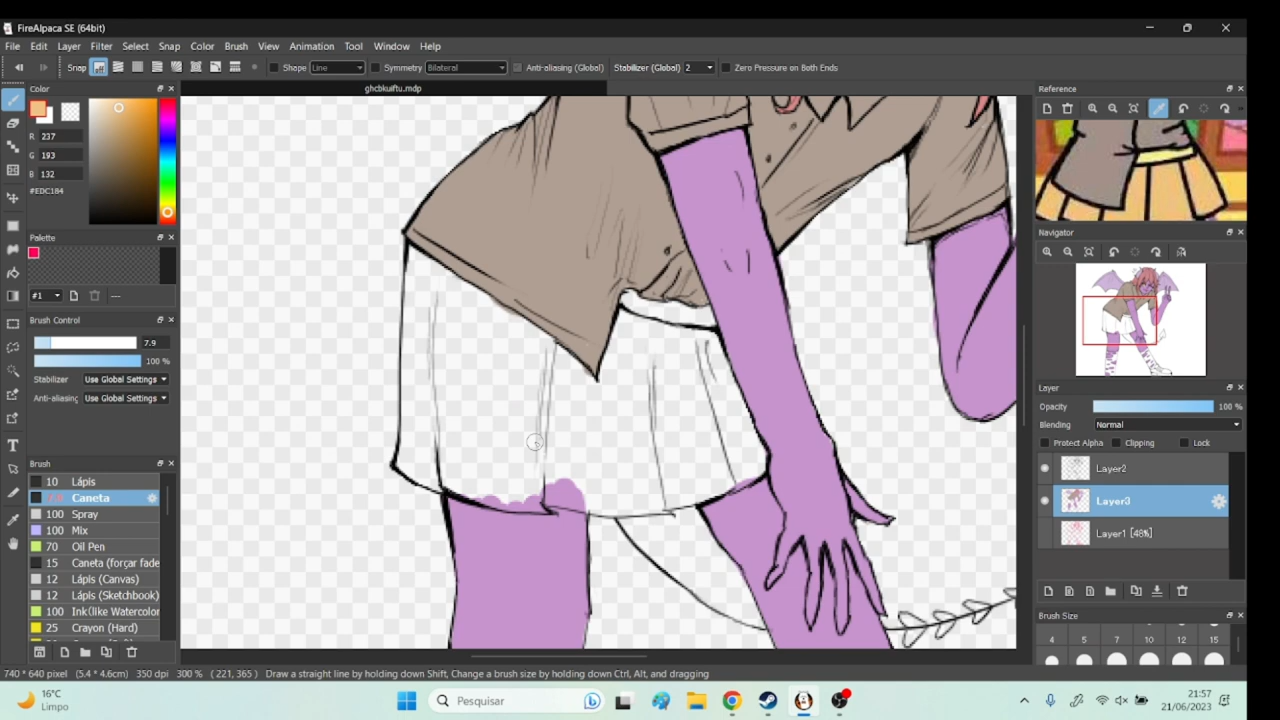 FireAlpaca SE (64bit)
File Edit Layer Filter Select Snap Color Brush View Animation Tool Window Help
Snap off Shape Line Symmetry Bilateral Anti-aliasing (Global) Stabilizer (Global) 2 Zero Pressure on Both Ends
Color
ghcbkuiftu.mdp
Reference
R 237
G 193
B 132
#EDC184
Palette
#1 ---
Brush Control
7.9
100 %
Stabilizer Use Global Settings
Anti-aliasing Use Global Settings
Brush
10 Lápis
7.9 Caneta
100 Spray
100 Mix
70 Oil Pen
15 Caneta (forçar fade
12 Lápis (Canvas)
12 Lápis (Sketchbook)
100 Ink(like Watercolor
25 Crayon (Hard)
Navigator
Layer
Opacity 100 %
Blending Normal
Protect Alpha Clipping Lock
Layer2
Layer3
Layer1 [48%]
Brush Size
4 5 7 10 12 15
740 * 640 pixel (5.4 * 4.6cm) 350 dpi 300 % ( 221, 365 ) Draw a straight line by holding down Shift, Change a brush size by holding down Ctrl, Alt, and dragging
16°C
Limpo
Pesquisar
21:57
21/06/2023